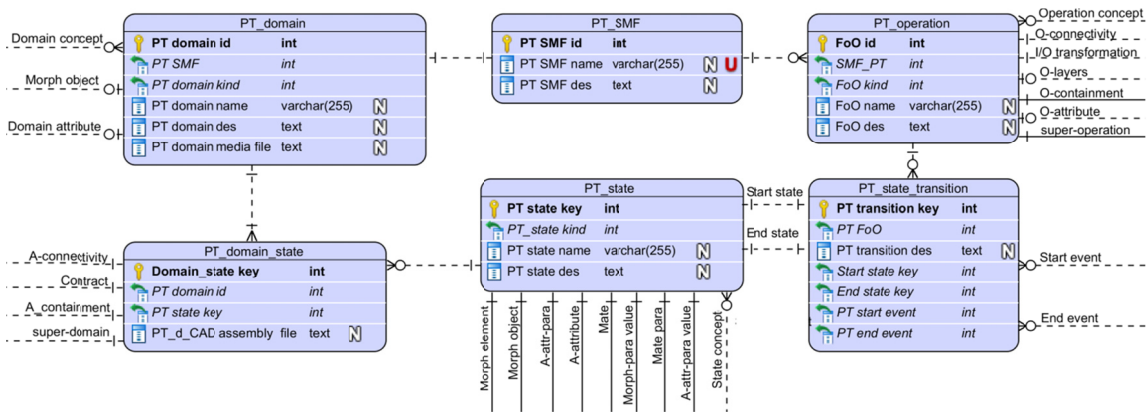 PT_domain
PT domain id int
PT SMF int
PT domain kind int
PT domain name varchar(255) N
PT domain des text N
PT domain media file text N
Domain concept
Morph object
Domain attribute
PT_SMF
PT SMF id int
PT SMF name varchar(255) N U
PT SMF des text N
PT_operation
FoO id int
SMF_PT int
FoO kind int
FoO name varchar(255) N
FoO des text N
Operation concept
O-connectivity
I/O transformation
O-layers
O-containment
O-attribute
super-operation
PT_domain_state
Domain_state key int
PT domain id int
PT state key int
PT_d_CAD assembly file text N
A-connectivity
Contract
A_containment
super-domain
PT_state
PT state key int
PT_state kind int
PT state name varchar(255) N
PT state des text N
Start state
End state
PT_state_transition
PT transition key int
PT FoO int
PT transition des text N
Start state key int
End state key int
PT start event int
PT end event int
Start event
End event
Morph element
Morph object
A-attr-para
A-attribute
Mate
Morph-para value
Mate para
A-attr-para value
State concept